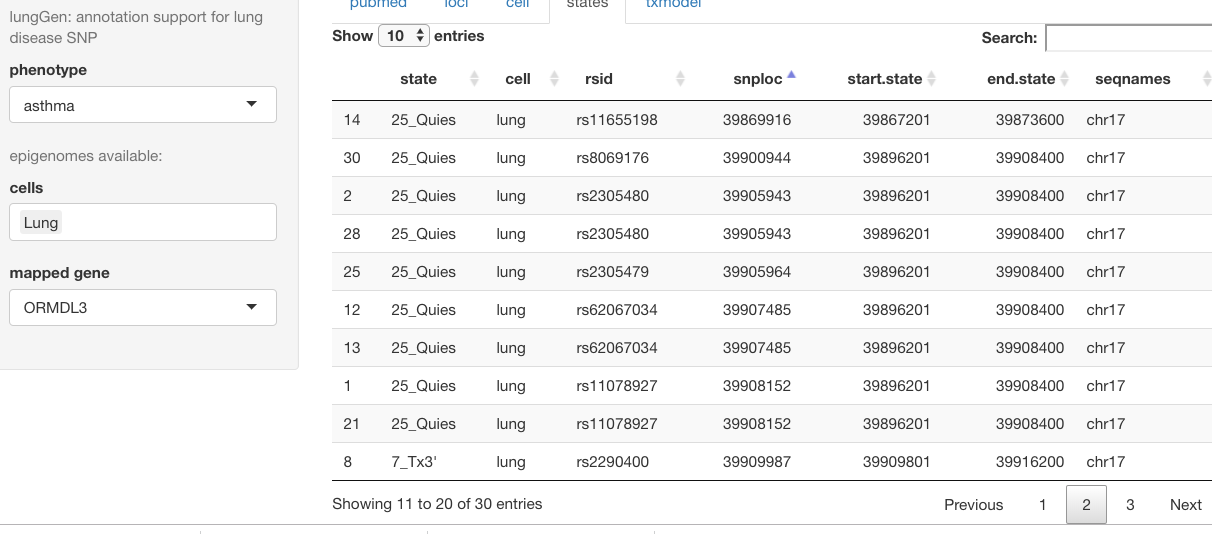 pubmed loci cell states txmodel
lungGen: annotation support for lung
disease SNP
phenotype
asthma
epigenomes available:
cells
Lung
mapped gene
ORMDL3
Show 10 entries
Search:
state cell rsid snploc start.state end.state seqnames
14 25_Quies lung rs11655198 39869916 39867201 39873600 chr17
30 25_Quies lung rs8069176 39900944 39896201 39908400 chr17
2 25_Quies lung rs2305480 39905943 39896201 39908400 chr17
28 25_Quies lung rs2305480 39905943 39896201 39908400 chr17
25 25_Quies lung rs2305479 39905964 39896201 39908400 chr17
12 25_Quies lung rs62067034 39907485 39896201 39908400 chr17
13 25_Quies lung rs62067034 39907485 39896201 39908400 chr17
1 25_Quies lung rs11078927 39908152 39896201 39908400 chr17
21 25_Quies lung rs11078927 39908152 39896201 39908400 chr17
8 7_Tx3' lung rs2290400 39909987 39909801 39916200 chr17
Showing 11 to 20 of 30 entries
Previous 1 2 3 Next